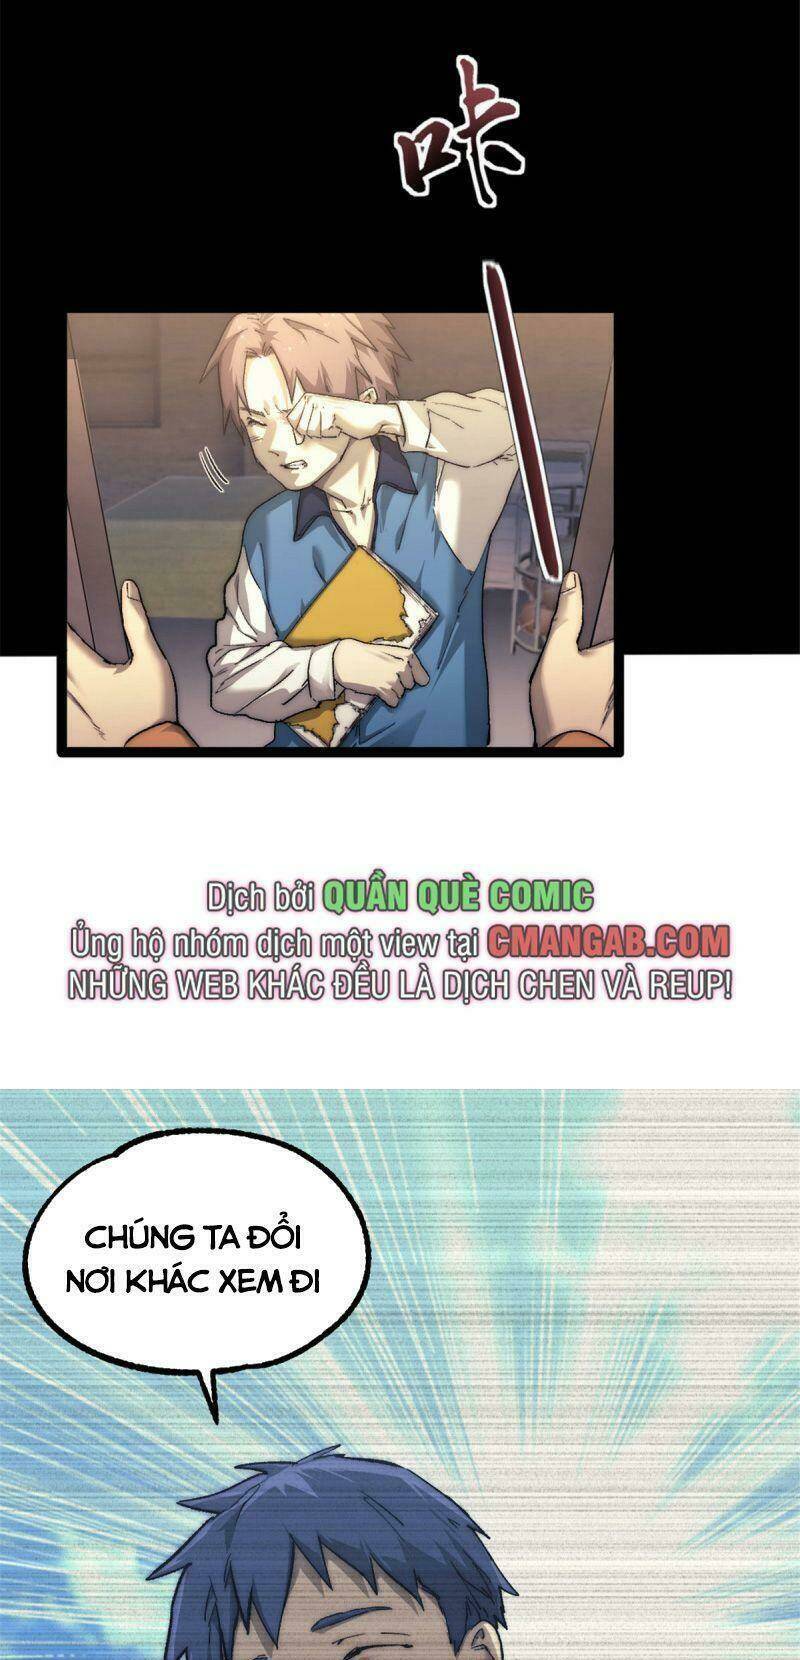 咔
Dịch bởi QUẦN QUÈ COMIC
Ủng hộ nhóm dịch một view tại CMANGAB.COM
NHỮNG WEB KHÁC ĐỀU LÀ DỊCH CHEN VÀ REUP!
CHÚNG TA ĐỔI
NƠI KHÁC XEM ĐI